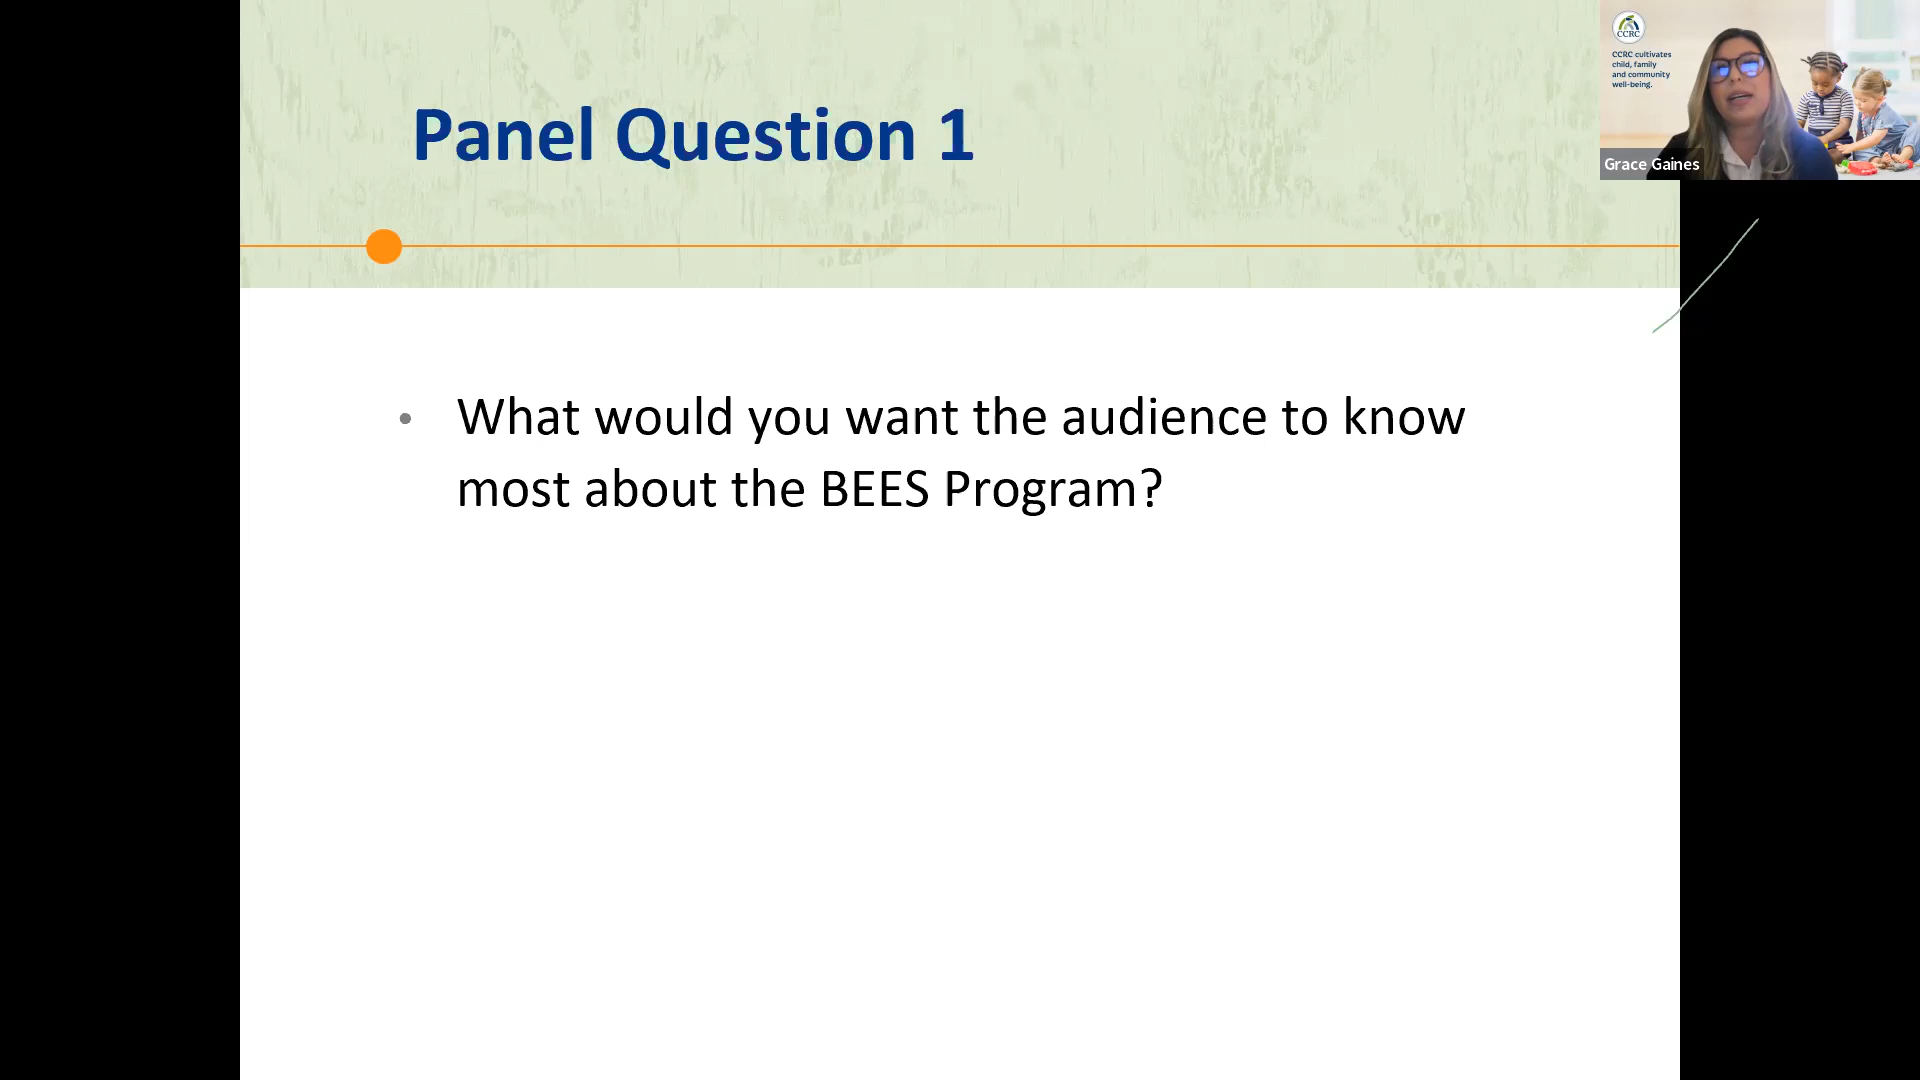 Panel Question 1
CCRC
CCRC cultivates
child, family
and community
well-being.
Grace Gaines
• What would you want the audience to know
most about the BEES Program?